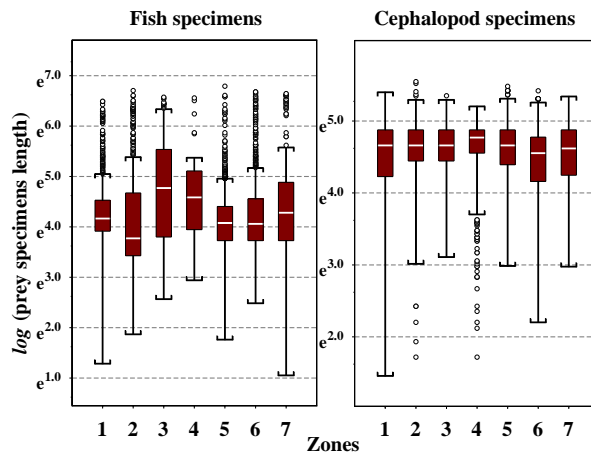 Fish specimens
Cephalopod specimens
log (prey specimens length)
e7.0
e6.0
e5.0
e4.0
e3.0
e2.0
e1.0
e5.0
e4.0
e3.0
e2.0
1 2 3 4 5 6 7
1 2 3 4 5 6 7
Zones